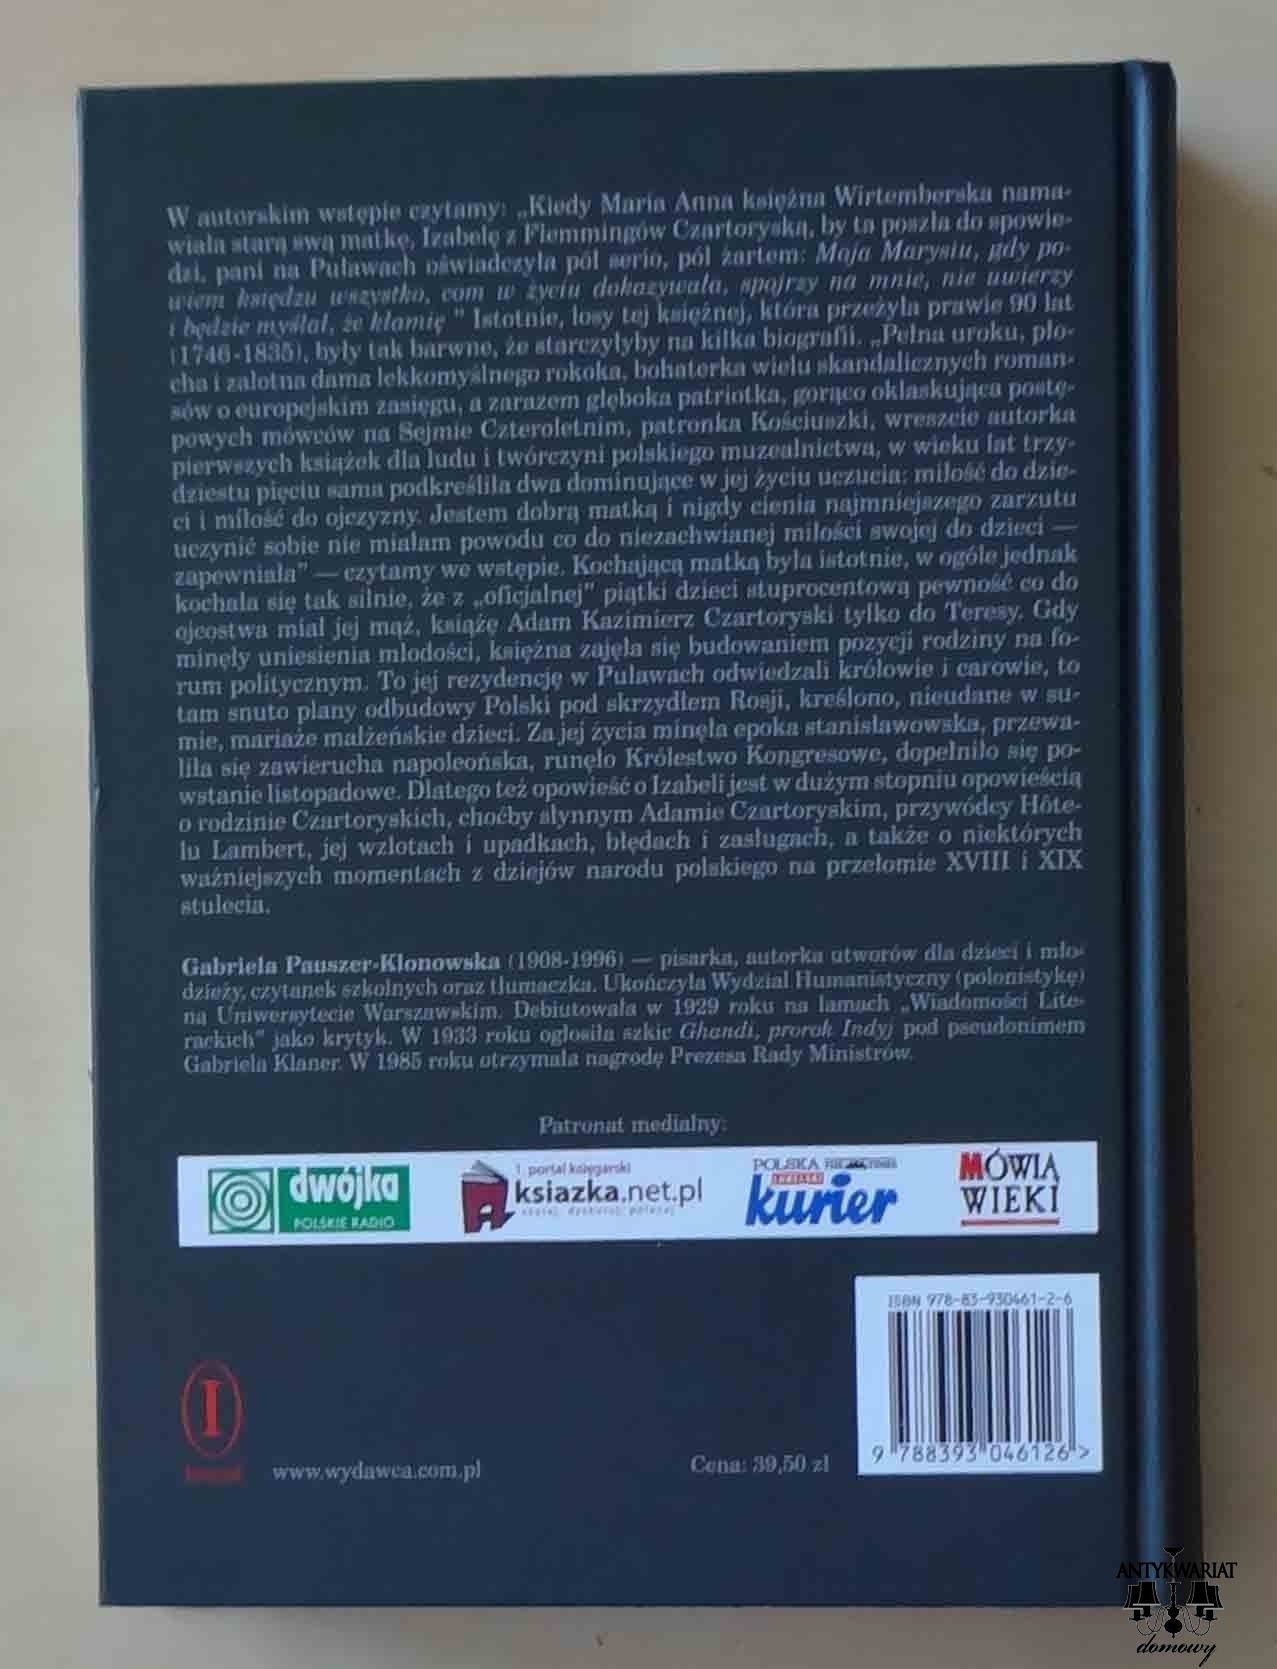 W autorskim wstępie czytamy: „Kiedy Maria Anna księżna Wirtemberska nama-
wiała starą swą matkę, Izabelę z Flemmingów Czartoryską, by ta poszła do spowie-
dzi, pani na Puławach oświadczyła pół serio, pół żartem: Moja Marysiu, gdy po-
wiem księdzu wszystko, com w życiu dokazywała, spojrzy na mnie, nie uwierzy
i będzie myślał, że kłamię " Istotnie, losy tej księżnej, która przeżyła prawie 90 lat
(1746-1835), były tak barwne, że starczyłyby na kilka biografii. „Pełna uroku, pło-
cha i zalotna dama lekkomyślnego rokoka, bohaterka wielu skandalicznych roman-
sów o europejskim zasięgu, a zarazem głęboka patriotka, gorąco oklaskująca postę-
powych mówców na Sejmie Czteroletnim, patronka Kościuszki, wreszcie autorka
pierwszych książek dla ludu i twórczyni polskiego muzealnictwa, w wieku lat trzy-
dziestu pięciu sama podkreśliła dwa dominujące w jej życiu uczucia: miłość do dzie-
ci i miłość do ojczyzny. Jestem dobrą matką i nigdy cienia najmniejszego zarzutu
uczynić sobie nie miałam powodu co do niezachwianej miłości swojej do dzieci —
zapewniała" — czytamy we wstępie. Kochającą matką była istotnie, w ogóle jednak
kochała się tak silnie, że z „oficjalnej" piątki dzieci stuprocentową pewność co do
ojcostwa miał jej mąż, książę Adam Kazimierz Czartoryski tylko do Teresy. Gdy
minęły uniesienia młodości, księżna zajęła się budowaniem pozycji rodziny na fo-
rum politycznym. To jej rezydencję w Puławach odwiedzali królowie i carowie, to
tam snuto plany odbudowy Polski pod skrzydłem Rosji, kreślono, nieudane w su-
mie, mariaże małżeńskie dzieci. Za jej życia minęła epoka stanisławowska, przewa-
liła się zawierucha napoleońska, runęło Królestwo Kongresowe, dopełniło się po-
wstanie listopadowe. Dlatego też opowieść o Izabeli jest w dużym stopniu opowieścią
o rodzinie Czartoryskich, choćby słynnym Adamie Czartoryskim, przywódcy Hôte-
lu Lambert, jej wzlotach i upadkach, błędach i zasługach, a także o niektórych
ważniejszych momentach z dziejów narodu polskiego na przełomie XVIII i XIX
stulecia.
Gabriela Pauszer-Klonowska (1908-1996) — pisarka, autorka utworów dla dzieci i mło-
dzieży, czytanek szkolnych oraz tłumaczka. Ukończyła Wydział Humanistyczny (polonistykę)
na Uniwersytecie Warszawskim. Debiutowała w 1929 roku na łamach „Wiadomości Lite-
rackich" jako krytyk. W 1933 roku ogłosiła szkic Ghandi, prorok Indyj pod pseudonimem
Gabriela Klaner. W 1985 roku otrzymała nagrodę Prezesa Rady Ministrów.
Patronat medialny:
dwójka
POLSKIE RADIO
1. portal księgarski
ksiazka.net.pl
czytaj, dyskutuj, polecaj
POLSKA THE TIMES
LUBELSKI
kurier
MÓWIĄ
WIEKI
ISBN 978-83-930461-2-6
9 788393 046126 >
I
www.wydawca.com.pl
Cena: 39,50 zł
ANTYKWARIAT
domowy